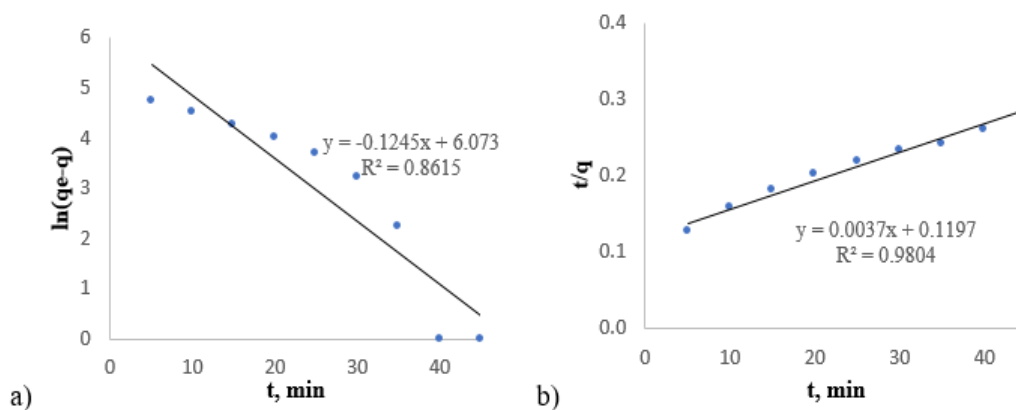 6
5
4
3
2
1
0
0 10 20 30 40
ln(qe-q)
t, min
y = -0.1245x + 6.073
R² = 0.8615
a)
0.4
0.3
0.2
0.1
0.0
0 10 20 30 40
t/q
t, min
y = 0.0037x + 0.1197
R² = 0.9804
b)